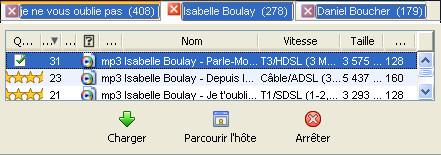 je ne vous oublie pas (408) Isabelle Boulay (278) Daniel Boucher (179)
Q... ... Nom Vitesse Taille ...
31 mp3 Isabelle Boulay - Parle-Mo... T3/HDSL (3 M... 3 575 ... 128
23 mp3 Isabelle Boulay - Depuis l... Câble/ADSL (... 5 437 ... 160
21 mp3 Isabelle Boulay - Je t'oubli... T1/SDSL (1-2,... 3 293 ... 128
Charger Parcourir l'hôte Arrêter